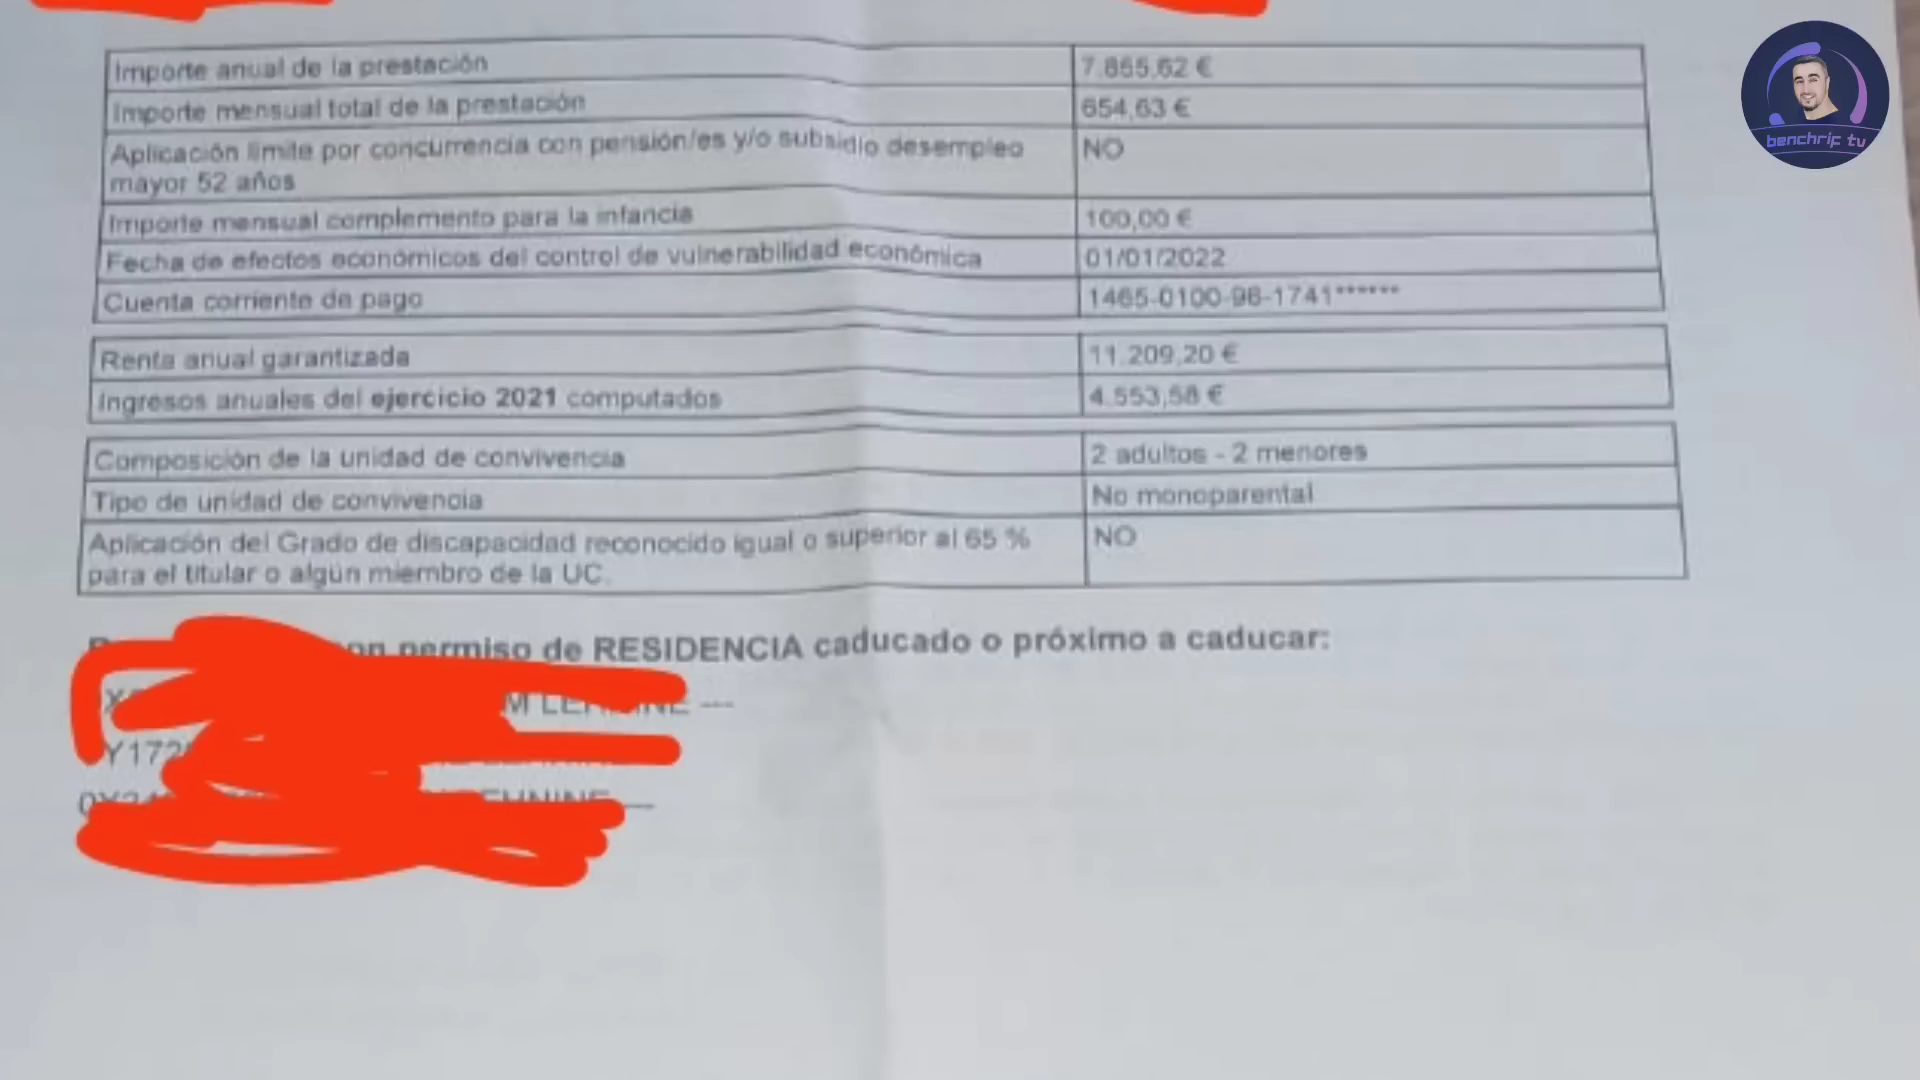 Importe anual de la prestación 7.855,62 €
Importe mensual total de la prestación 654,63 €
Aplicación límite por concurrencia con pensión/es y/o subsidio desempleo NO
mayor 52 años
Importe mensual complemento para la infancia 100,00 €
Fecha de efectos económicos del control de vulnerabilidad económica 01/01/2022
Cuenta corriente de pago 1465-0100-96-1741******
Renta anual garantizada 11.209,20 €
Ingresos anuales del ejercicio 2021 computados 4.553,58 €
Composición de la unidad de convivencia 2 adultos - 2 menores
Tipo de unidad de convivencia No monoparental
Aplicación del Grado de discapacidad reconocido igual o superior al 65 % NO
para el titular o algún miembro de la UC.
permiso de RESIDENCIA caducado o próximo a caducar:
benchrif tv